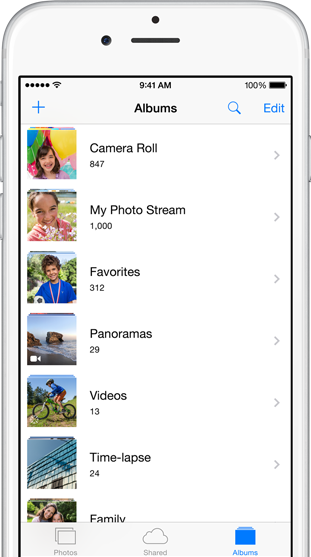 9:41 AM
100%
Albums
Edit
Camera Roll
847
My Photo Stream
1,000
Favorites
312
Panoramas
29
Videos
13
Time-lapse
24
Family
Photos
Shared
Albums